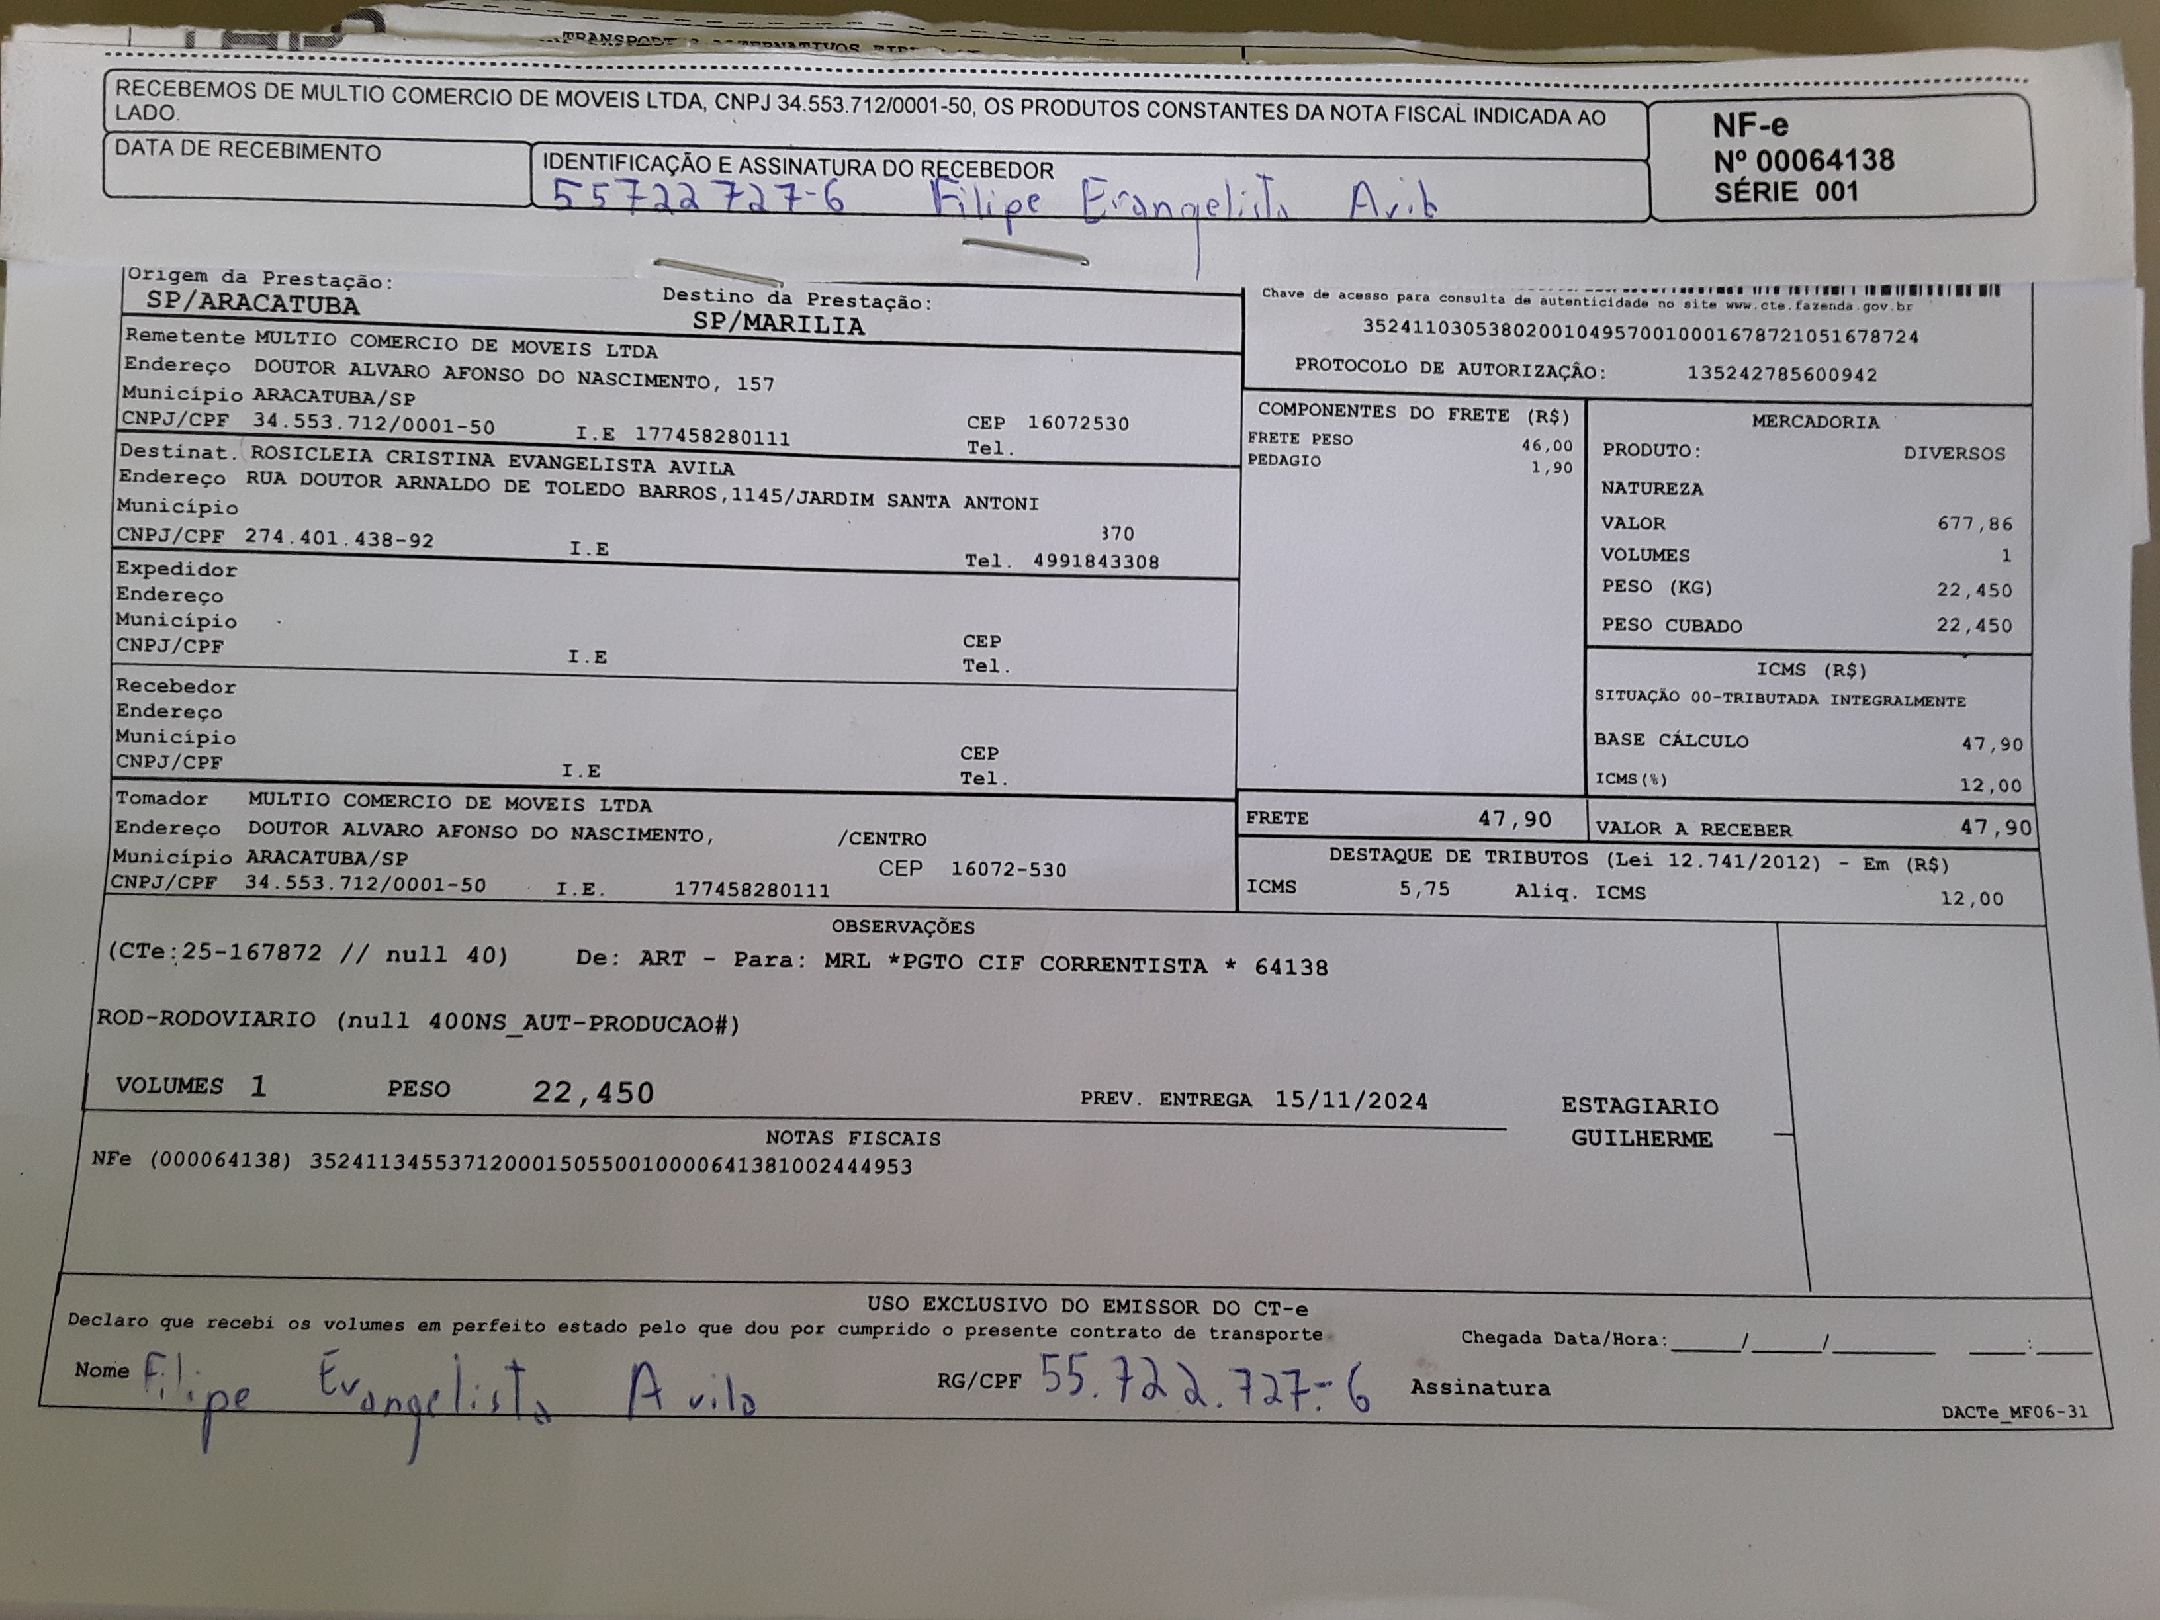 RECEBEMOS DE MULTIO COMERCIO DE MOVEIS LTDA, CNPJ 34.553.712/0001-50, OS PRODUTOS CONSTANTES DA NOTA FISCAL INDICADA AO
LADO.
DATA DE RECEBIMENTO
IDENTIFICAÇÃO E ASSINATURA DO RECEBEDOR
55722727-6 Filipe Evangelista Avila
NF-e
Nº 00064138
SÉRIE 001
Origem da Prestação:
SP/ARACATUBA
Destino da Prestação:
SP/MARILIA
Chave de acesso para consulta de autenticidade no site www.cte.fazenda.gov.br
35241103053802001049570010001678721051678724
PROTOCOLO DE AUTORIZAÇÂO: 135242785600942
Remetente MULTIO COMERCIO DE MOVEIS LTDA
Endereço DOUTOR ALVARO AFONSO DO NASCIMENTO, 157
Município ARACATUBA/SP
CEP 16072530
CNPJ/CPF 34.553.712/0001-50 I.E 177458280111
Tel.
Destinat. ROSICLEIA CRISTINA EVANGELISTA AVILA
Endereço RUA DOUTOR ARNALDO DE TOLEDO BARROS,1145/JARDIM SANTA ANTONI
Município
370
CNPJ/CPF 274.401.438-92 I.E
Tel. 4991843308
Expedidor
Endereço
Município
CEP
CNPJ/CPF I.E
Tel.
Recebedor
Endereço
Município
CEP
CNPJ/CPF I.E
Tel.
Tomador MULTIO COMERCIO DE MOVEIS LTDA
Endereço DOUTOR ALVARO AFONSO DO NASCIMENTO, /CENTRO
Município ARACATUBA/SP CEP 16072-530
CNPJ/CPF 34.553.712/0001-50 I.E. 177458280111
COMPONENTES DO FRETE (R$)
FRETE PESO 46,00
PEDAGIO 1,90
MERCADORIA
PRODUTO: DIVERSOS
NATUREZA
VALOR 677,86
VOLUMES 1
PESO (KG) 22,450
PESO CUBADO 22,450
ICMS (R$)
SITUAÇÃO 00-TRIBUTADA INTEGRALMENTE
BASE CÁLCULO 47,90
ICMS(%) 12,00
FRETE 47,90
VALOR A RECEBER 47,90
DESTAQUE DE TRIBUTOS (Lei 12.741/2012) - Em (R$)
ICMS 5,75 Aliq. ICMS 12,00
OBSERVAÇÕES
(CTe:25-167872 // null 40) De: ART - Para: MRL *PGTO CIF CORRENTISTA * 64138
ROD-RODOVIARIO (null 400NS_AUT-PRODUCAO#)
VOLUMES 1 PESO 22,450 PREV. ENTREGA 15/11/2024
ESTAGIARIO
GUILHERME
NOTAS FISCAIS
NFe (000064138) 35241134553712000150550010000641381002444953
USO EXCLUSIVO DO EMISSOR DO CT-e
Declaro que recebi os volumes em perfeito estado pelo que dou por cumprido o presente contrato de transporte
Chegada Data/Hora:_____/_____/_______ ____:____
Nome Filipe Evangelista Avila RG/CPF 55.722.727-6 Assinatura
DACTe_MF06-31